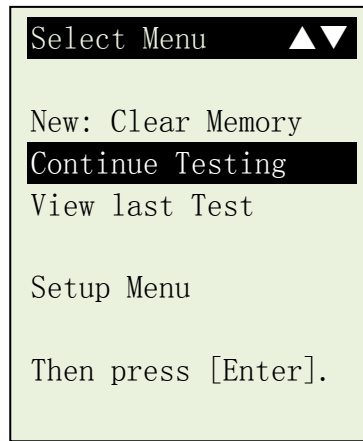 Select Menu ▲▼
New: Clear Memory
Continue Testing
View last Test
Setup Menu
Then press [Enter].